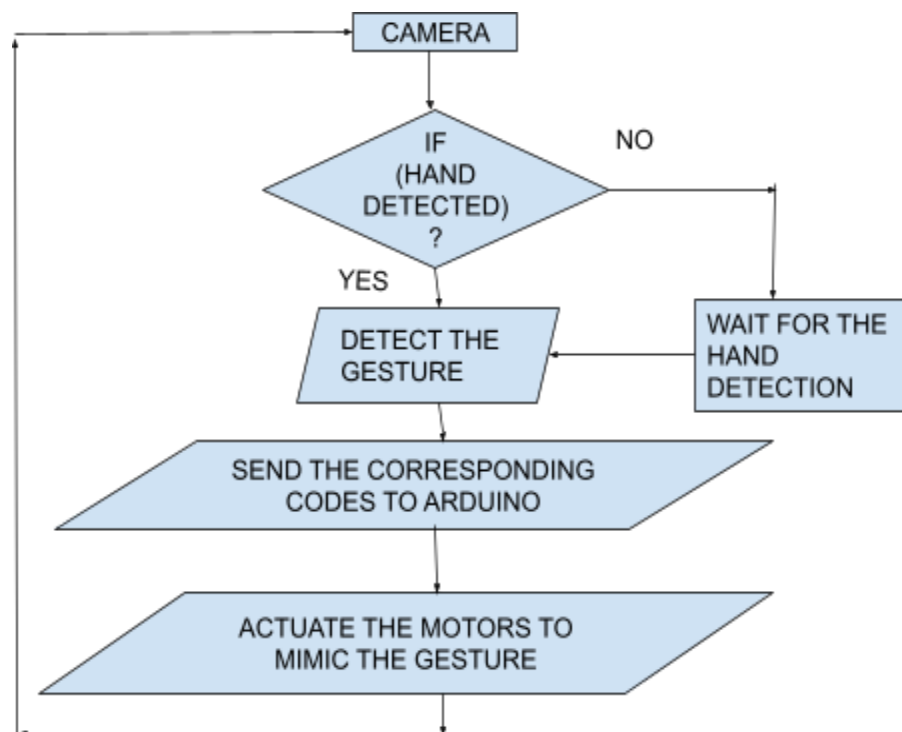 CAMERA
IF
(HAND
DETECTED)
?
NO
YES
DETECT THE
GESTURE
WAIT FOR THE
HAND
DETECTION
SEND THE CORRESPONDING
CODES TO ARDUINO
ACTUATE THE MOTORS TO
MIMIC THE GESTURE